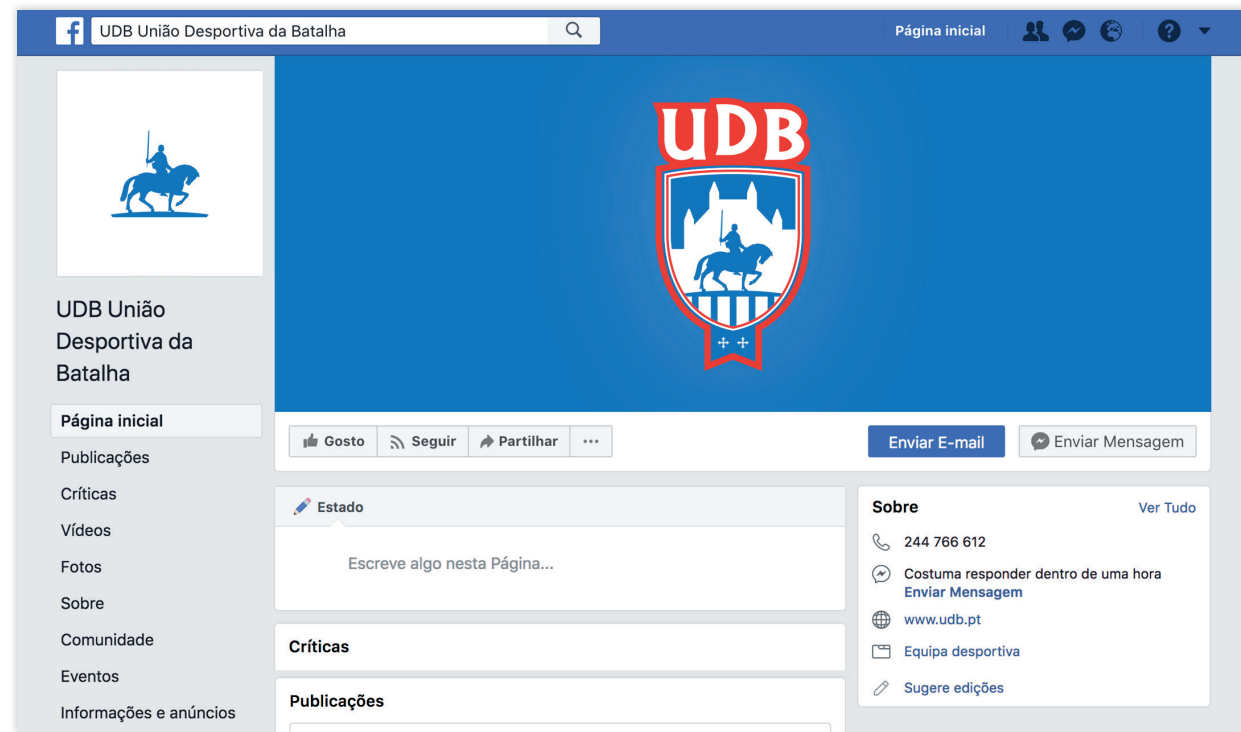 UDB União Desportiva da Batalha
Página inicial
UDB
UDB União
Desportiva da
Batalha
Página inicial
Publicações
Críticas
Vídeos
Fotos
Sobre
Comunidade
Eventos
Informações e anúncios
Gosto
Seguir
Partilhar
Enviar E-mail
Enviar Mensagem
Estado
Escreve algo nesta Página...
Críticas
Publicações
Sobre
Ver Tudo
244 766 612
Costuma responder dentro de uma hora
Enviar Mensagem
www.udb.pt
Equipa desportiva
Sugere edições